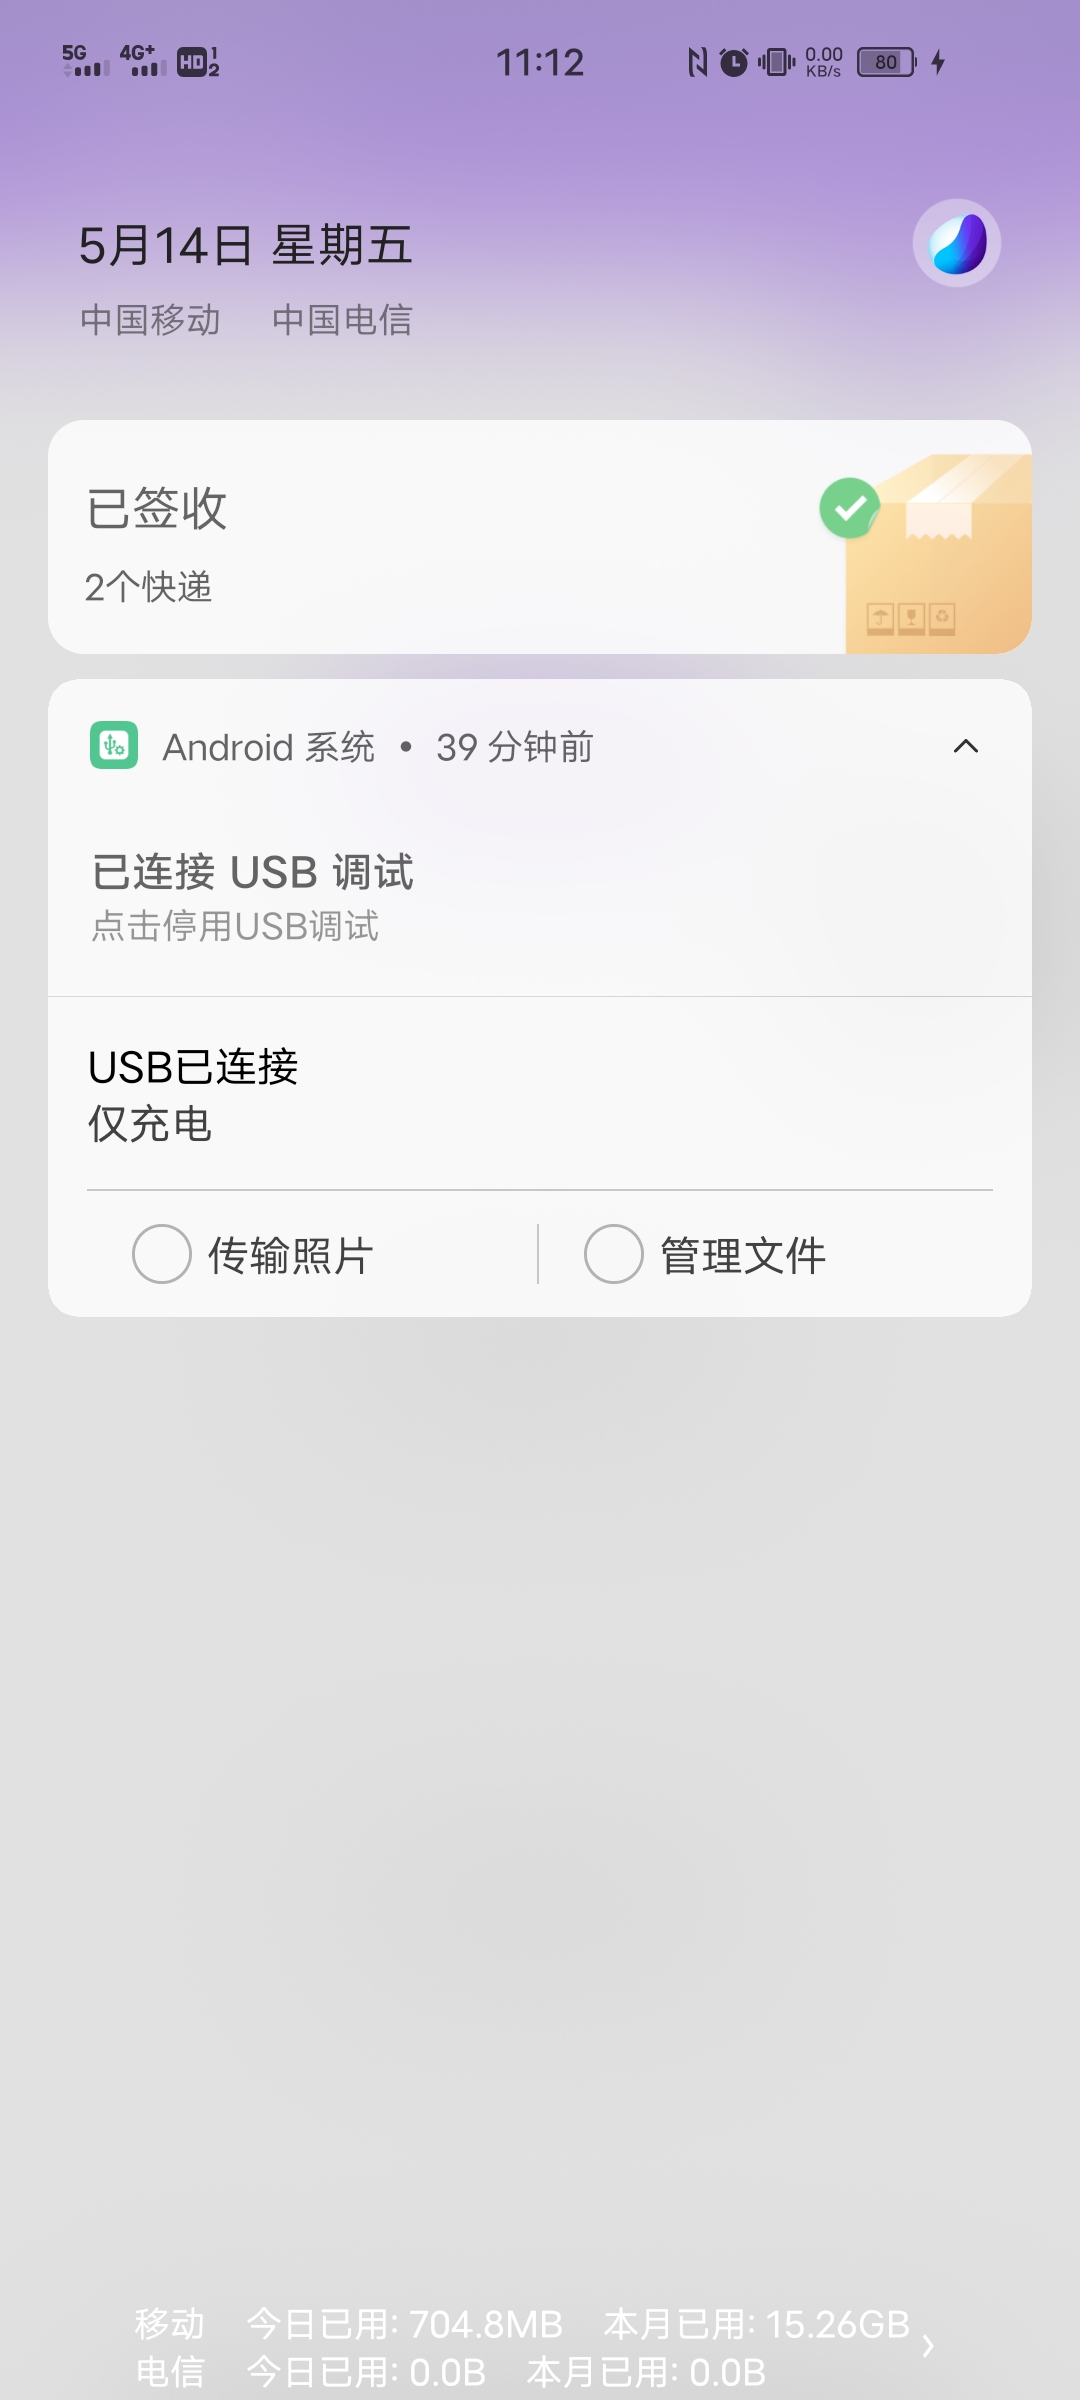 5G 4G+ HD 1 2 11:12 0.00 KB/s 80
5月14日 星期五
中国移动 中国电信
已签收
2个快递
Android 系统 • 39 分钟前
已连接 USB 调试
点击停用USB调试
USB已连接
仅充电
传输照片 管理文件
移动 今日已用: 704.8MB 本月已用: 15.26GB
电信 今日已用: 0.0B 本月已用: 0.0B